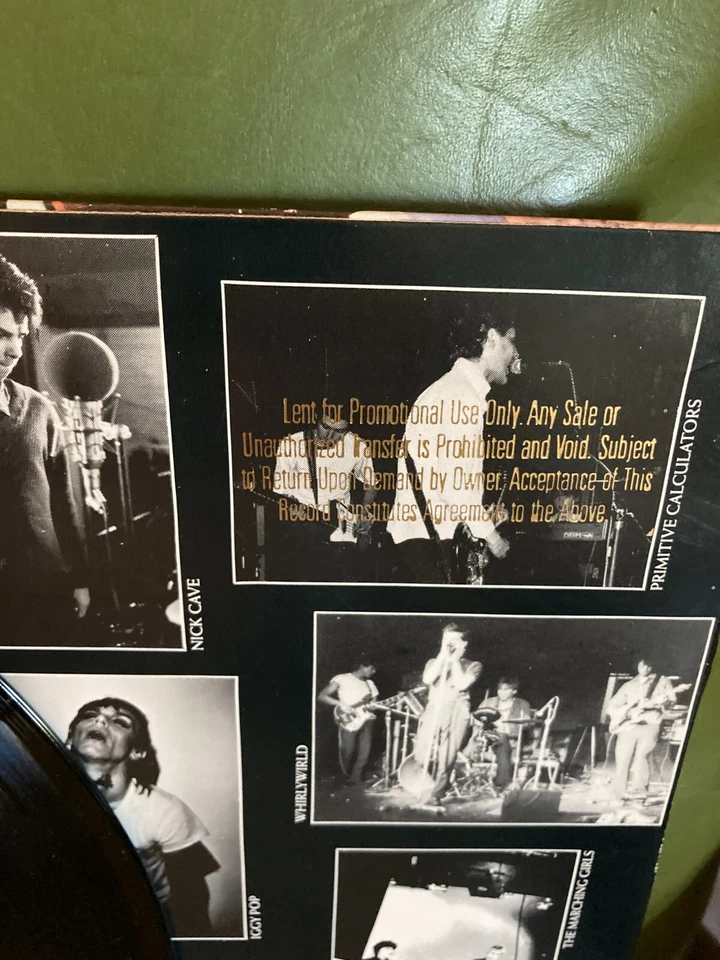 Lent for Promotional Use Only. Any Sale or
Unauthorized Transfer is Prohibited and Void. Subject
to Return Upon Demand by Owner. Acceptance of This
Record Constitutes Agreement to the Above.
PRIMITIVE CALCULATORS
NICK CAVE
WHIRLYWIRLD
IGGY POP
THE MARCHING GIRLS